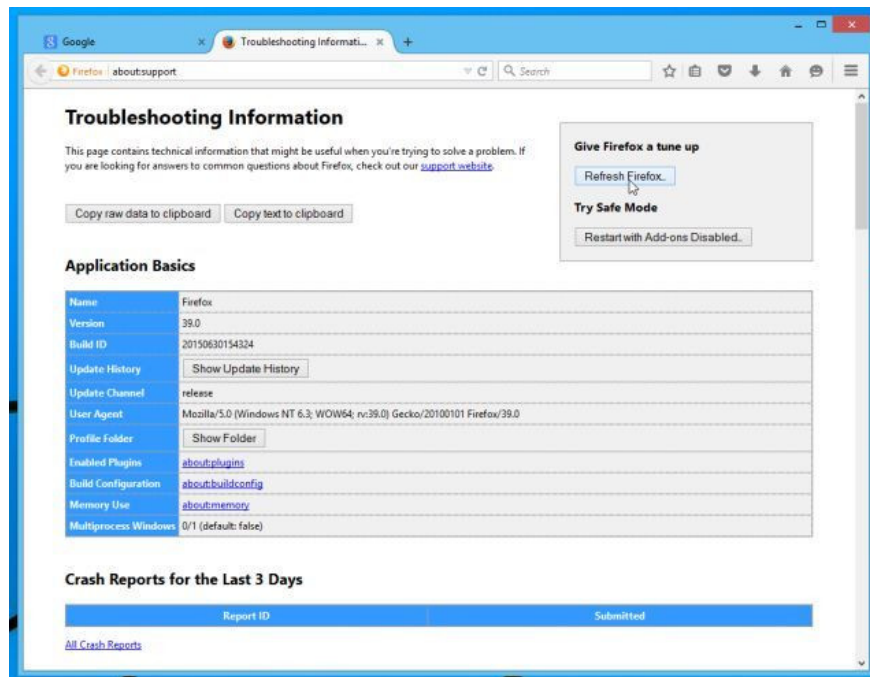 Google
Troubleshooting Informati...
Firefox about:support
Search
Troubleshooting Information
This page contains technical information that might be useful when you're trying to solve a problem. If
you are looking for answers to common questions about Firefox, check out our support website.
Copy raw data to clipboard Copy text to clipboard
Give Firefox a tune up
Refresh Firefox..
Try Safe Mode
Restart with Add-ons Disabled..
Application Basics
Name Firefox
Version 39.0
Build ID 20150630154324
Update History Show Update History
Update Channel release
User Agent Mozilla/5.0 (Windows NT 6.3; WOW64; rv:39.0) Gecko/20100101 Firefox/39.0
Profile Folder Show Folder
Enabled Plugins about:plugins
Build Configuration about:buildconfig
Memory Use about:memory
Multiprocess Windows 0/1 (default: false)
Crash Reports for the Last 3 Days
Report ID Submitted
All Crash Reports